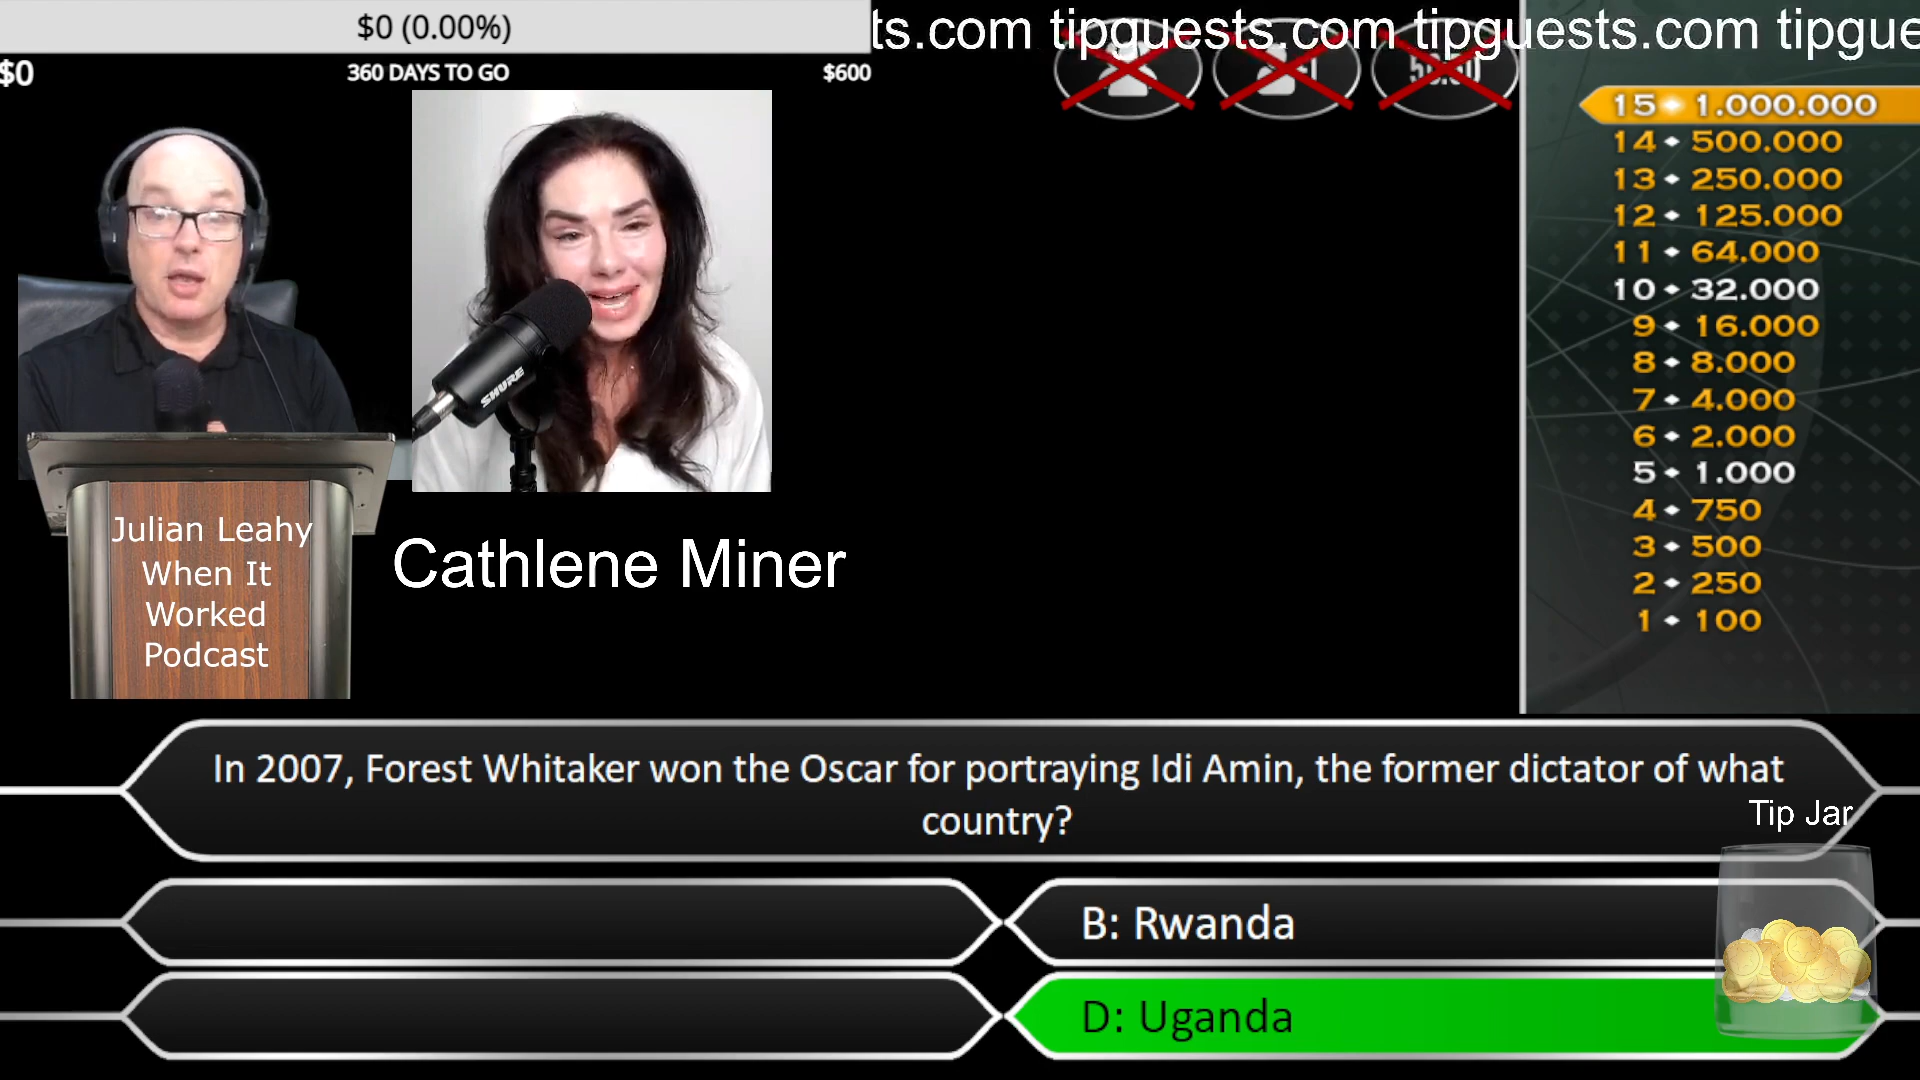 $0 (0.00%)
$0
360 DAYS TO GO
$600
ts.com tipguests.com tipguests.com tipgue
50:50
15 1.000.000
14 500.000
13 250.000
12 125.000
11 64.000
10 32.000
9 16.000
8 8.000
7 4.000
6 2.000
5 1.000
4 750
3 500
2 250
1 100
SHURE
Julian Leahy
When It
Worked
Podcast
Cathlene Miner
In 2007, Forest Whitaker won the Oscar for portraying Idi Amin, the former dictator of what
country?
Tip Jar
B: Rwanda
D: Uganda